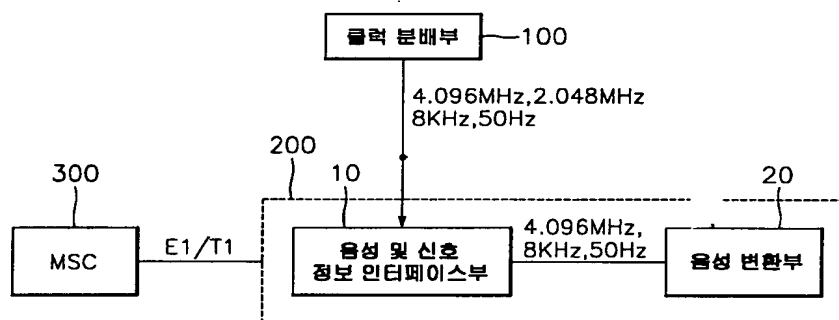 클럭 분배부
100
4.096MHz,2.048MHz
8KHz,50Hz
200
300
10
20
MSC
E1/T1
음성 및 신호
정보 인터페이스부
4.096MHz,
8KHz,50Hz
음성 변환부